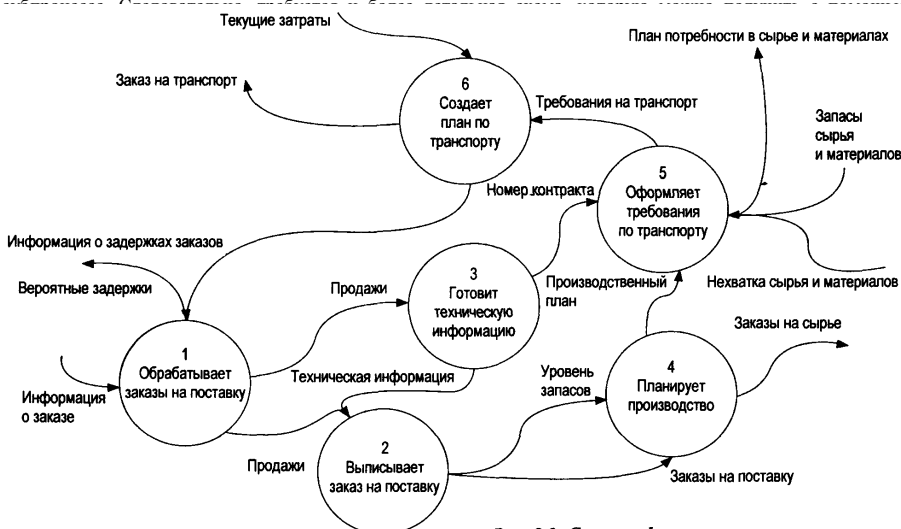 Текущие затраты
План потребности в сырье и материалах
Заказ на транспорт
6
Создает
план по
транспорту
Требования на транспорт
Запасы
сырья
и материалов
5
Оформляет
требования
по транспорту
Номер контракта
Информация о задержках заказов
Вероятные задержки
Продажи
3
Готовит
техническую
информацию
Производственный
план
Нехватка сырья и материалов
Заказы на сырье
1
Обрабатывает
заказы на поставку
Информация
о заказе
Техническая информация
Уровень
запасов
4
Планирует
производство
Продажи
2
Выписывает
заказ на поставку
Заказы на поставку